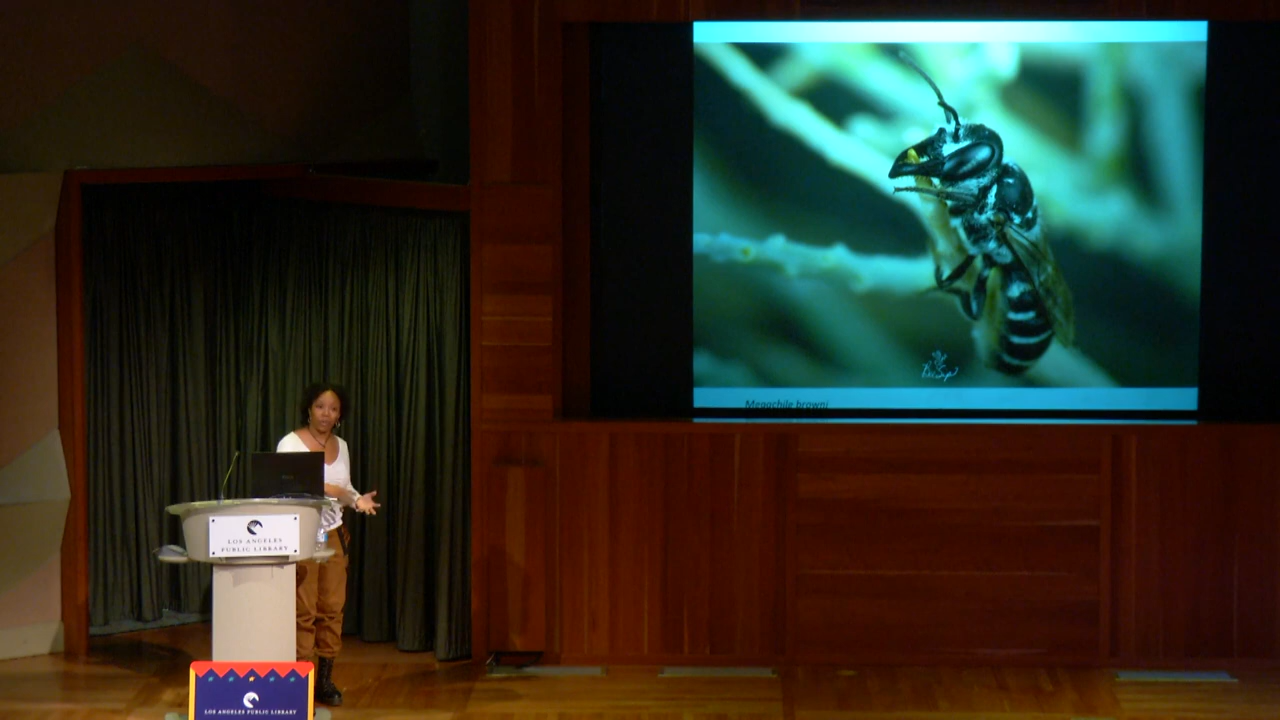 Megachile browni
LOS ANGELES
PUBLIC LIBRARY
LOS ANGELES PUBLIC LIBRARY